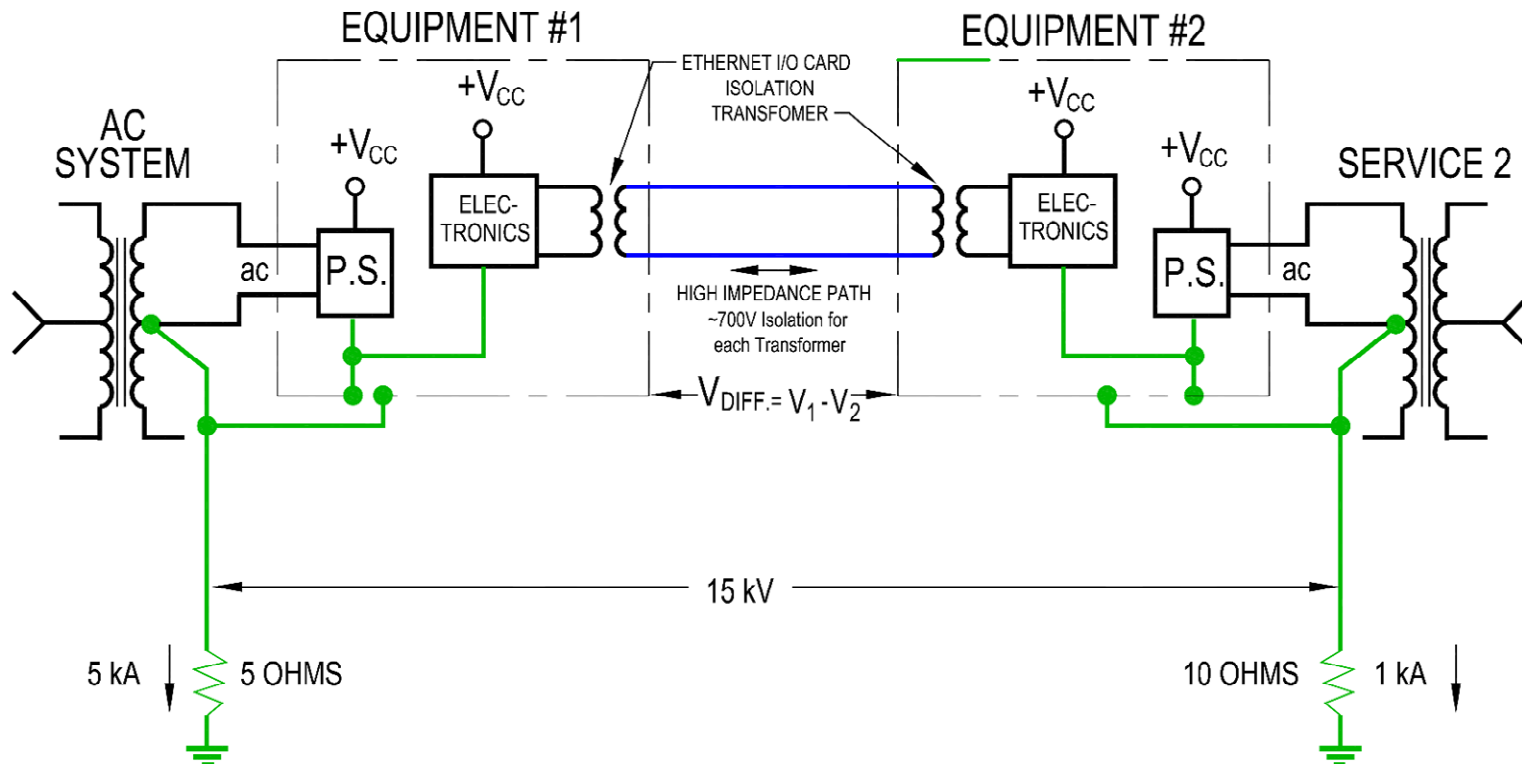 EQUIPMENT #1
EQUIPMENT #2
ETHERNET I/O CARD
ISOLATION
TRANSFOMER
+VCC
+VCC
AC
SYSTEM
+VCC
+VCC
SERVICE 2
ELEC-
TRONICS
ELEC-
TRONICS
ac
P.S.
P.S.
ac
HIGH IMPEDANCE PATH
~700V Isolation for
each Transformer
VDIFF.= V1 -V2
15 kV
5 kA
5 OHMS
10 OHMS
1 kA